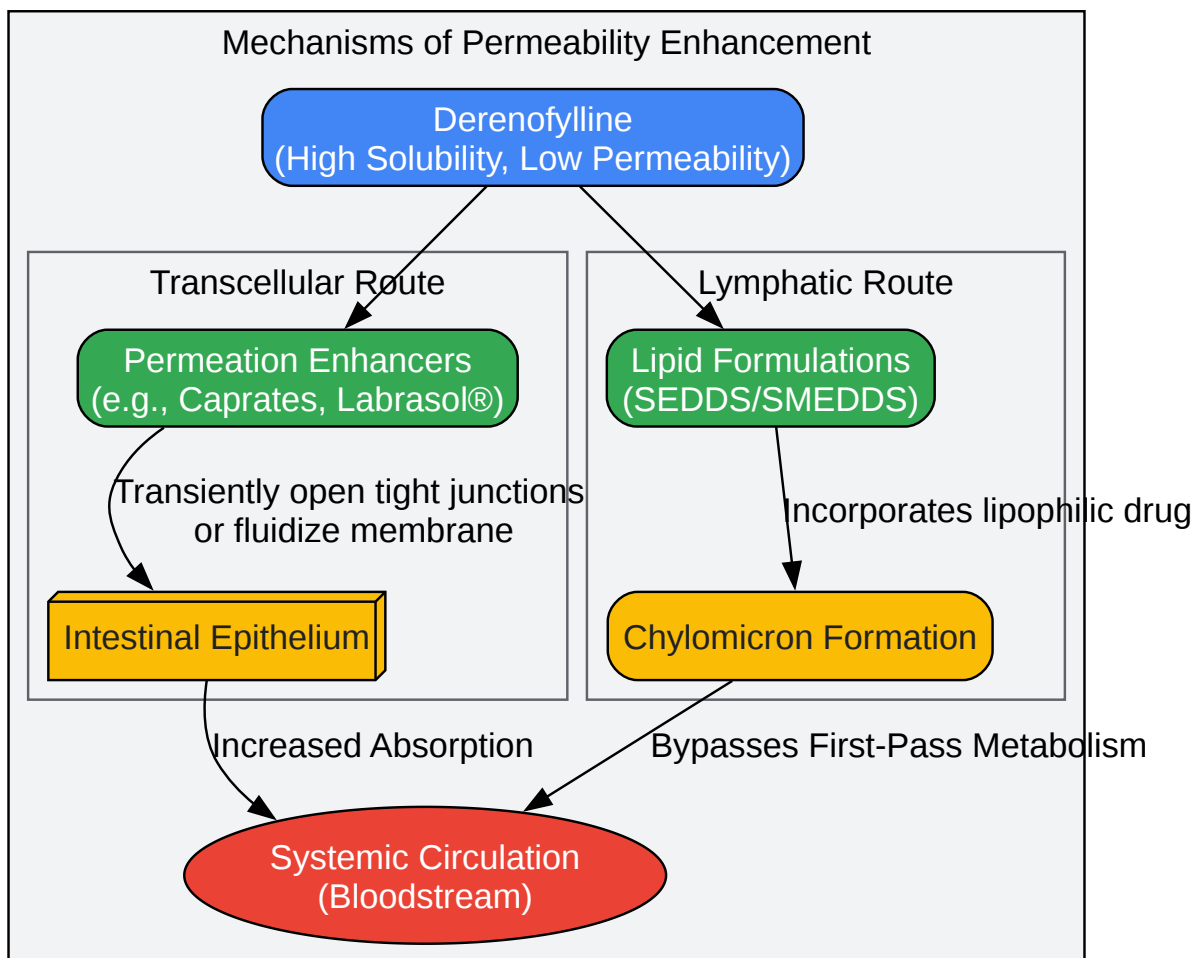 Mechanisms of Permeability Enhancement
Derenofylline
(High Solubility, Low Permeability)
Transcellular Route
Permeation Enhancers
(e.g., Caprates, Labrasol®)
Transiently open tight junctions
or fluidize membrane
Intestinal Epithelium
Increased Absorption
Lymphatic Route
Lipid Formulations
(SEDDS/SMEDDS)
Incorporates lipophilic drug
Chylomicron Formation
Bypasses First-Pass Metabolism
Systemic Circulation
(Bloodstream)